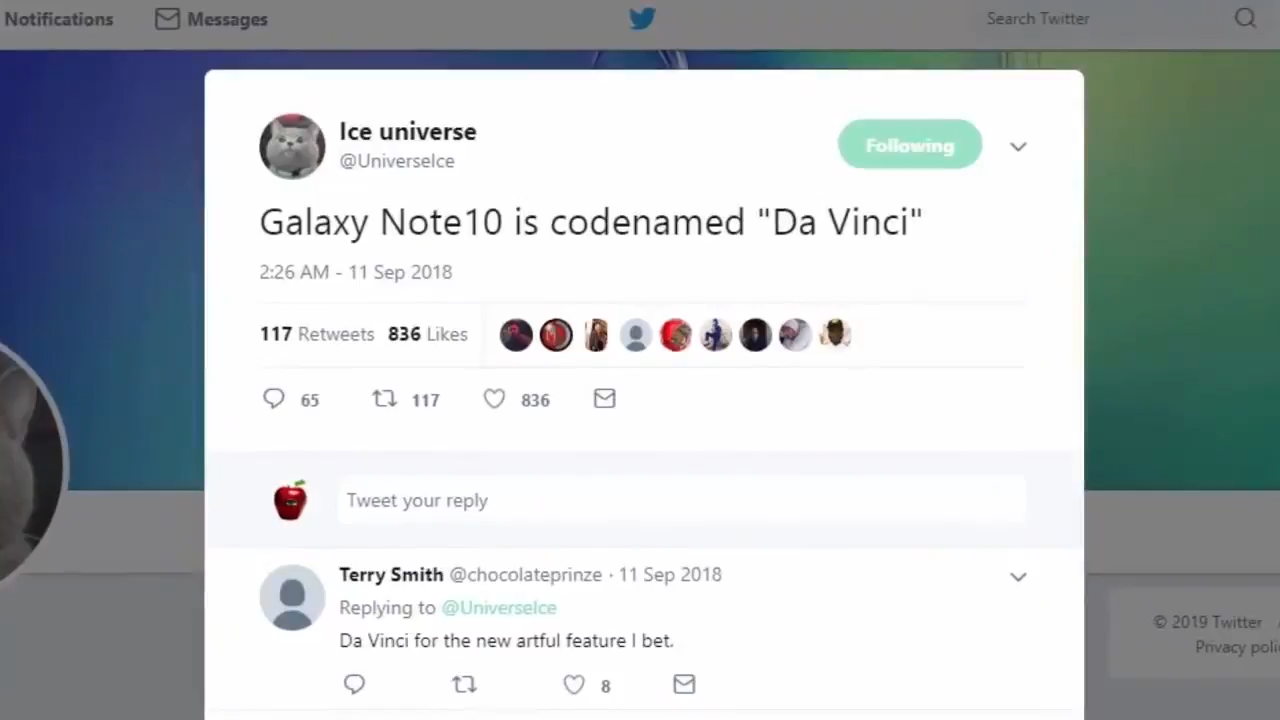 Notifications
Messages
Search Twitter
Ice universe
@UniverseIce
Following
Galaxy Note10 is codenamed "Da Vinci"
2:26 AM - 11 Sep 2018
117 Retweets 836 Likes
65 117 836
Tweet your reply
Terry Smith @chocolateprinze · 11 Sep 2018
Replying to @UniverseIce
Da Vinci for the new artful feature I bet.
8
© 2019 Twitter
Privacy poli